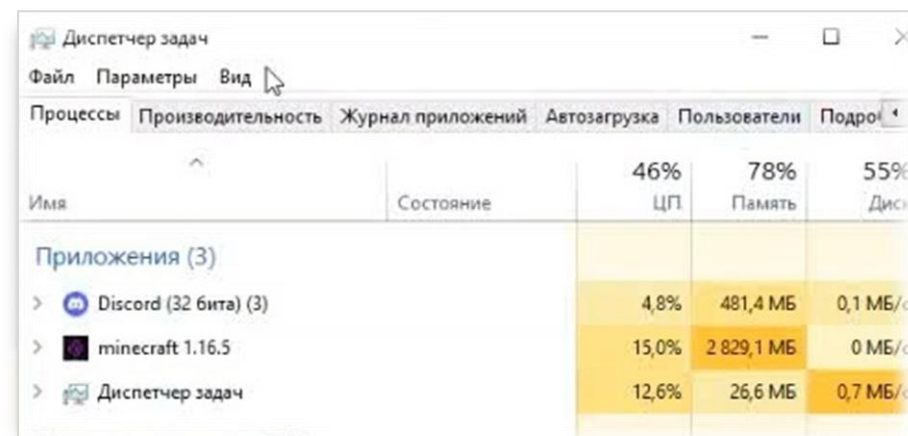 Диспетчер задач
Файл Параметры Вид
Процессы Производительность Журнал приложений Автозагрузка Пользователи
46% 78% 55%
Имя Состояние ЦП Память
Приложения (3)
Discord (32 бита) (3) 4,8% 481,4 МБ 0,1 МБ/
minecraft 1.16.5 15,0% 2 829,1 МБ 0 МБ/
Диспетчер задач 12,6% 26,6 МБ 0,7 МБ/